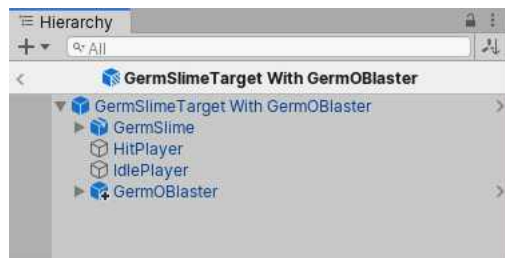 Hierarchy
All
GermSlimeTarget With GermOBlaster
GermSlimeTarget With GermOBlaster
GermSlime
HitPlayer
IdlePlayer
GermOBlaster